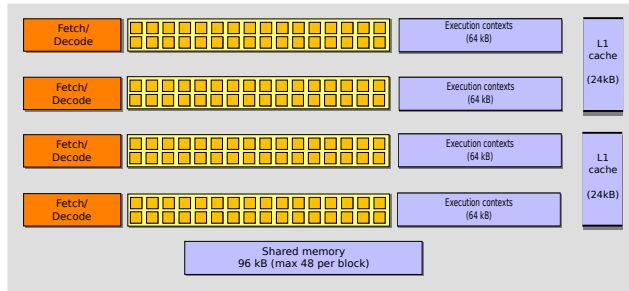 Fetch/
Decode
Execution contexts
(64 kB)
L1
cache
(24kB)
Fetch/
Decode
Execution contexts
(64 kB)
Fetch/
Decode
Execution contexts
(64 kB)
L1
cache
(24kB)
Fetch/
Decode
Execution contexts
(64 kB)
Shared memory
96 kB (max 48 per block)